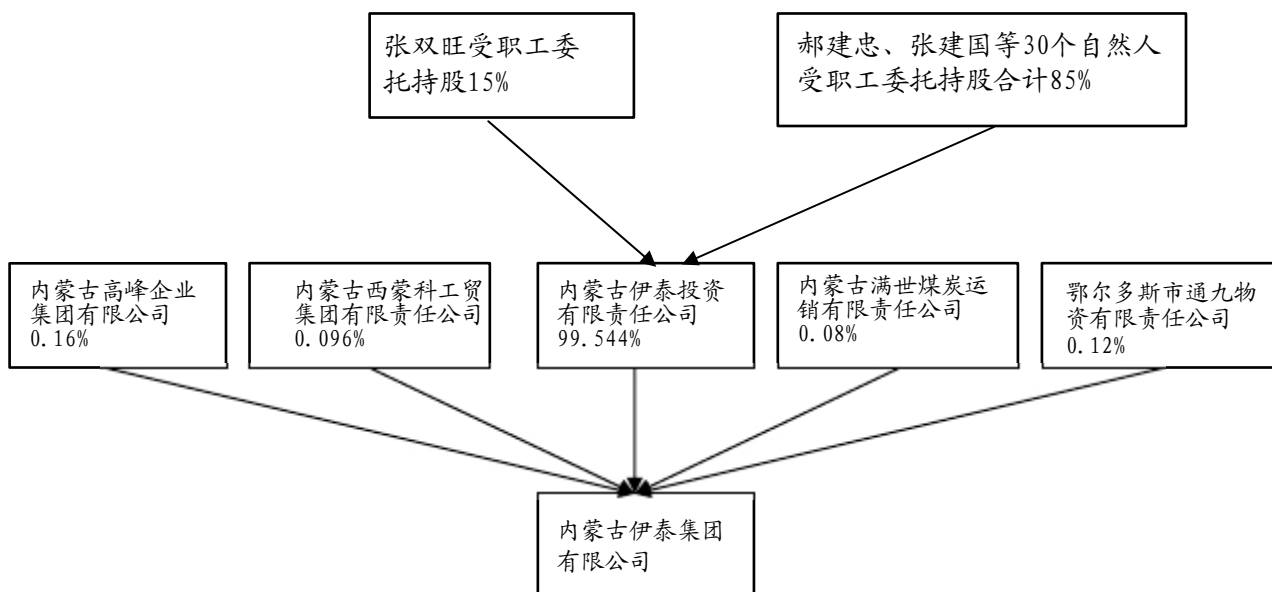 张双旺受职工委
托持股15%
郝建忠、张建国等30个自然人
受职工委托持股合计85%
内蒙古高峰企业
集团有限公司
0.16%
内蒙古西蒙科工贸
集团有限责任公司
0.096%
内蒙古伊泰投资
有限责任公司
99.544%
内蒙古满世煤炭运
销有限责任公司
0.08%
鄂尔多斯市通九物
资有限责任公司
0.12%
内蒙古伊泰集团
有限公司